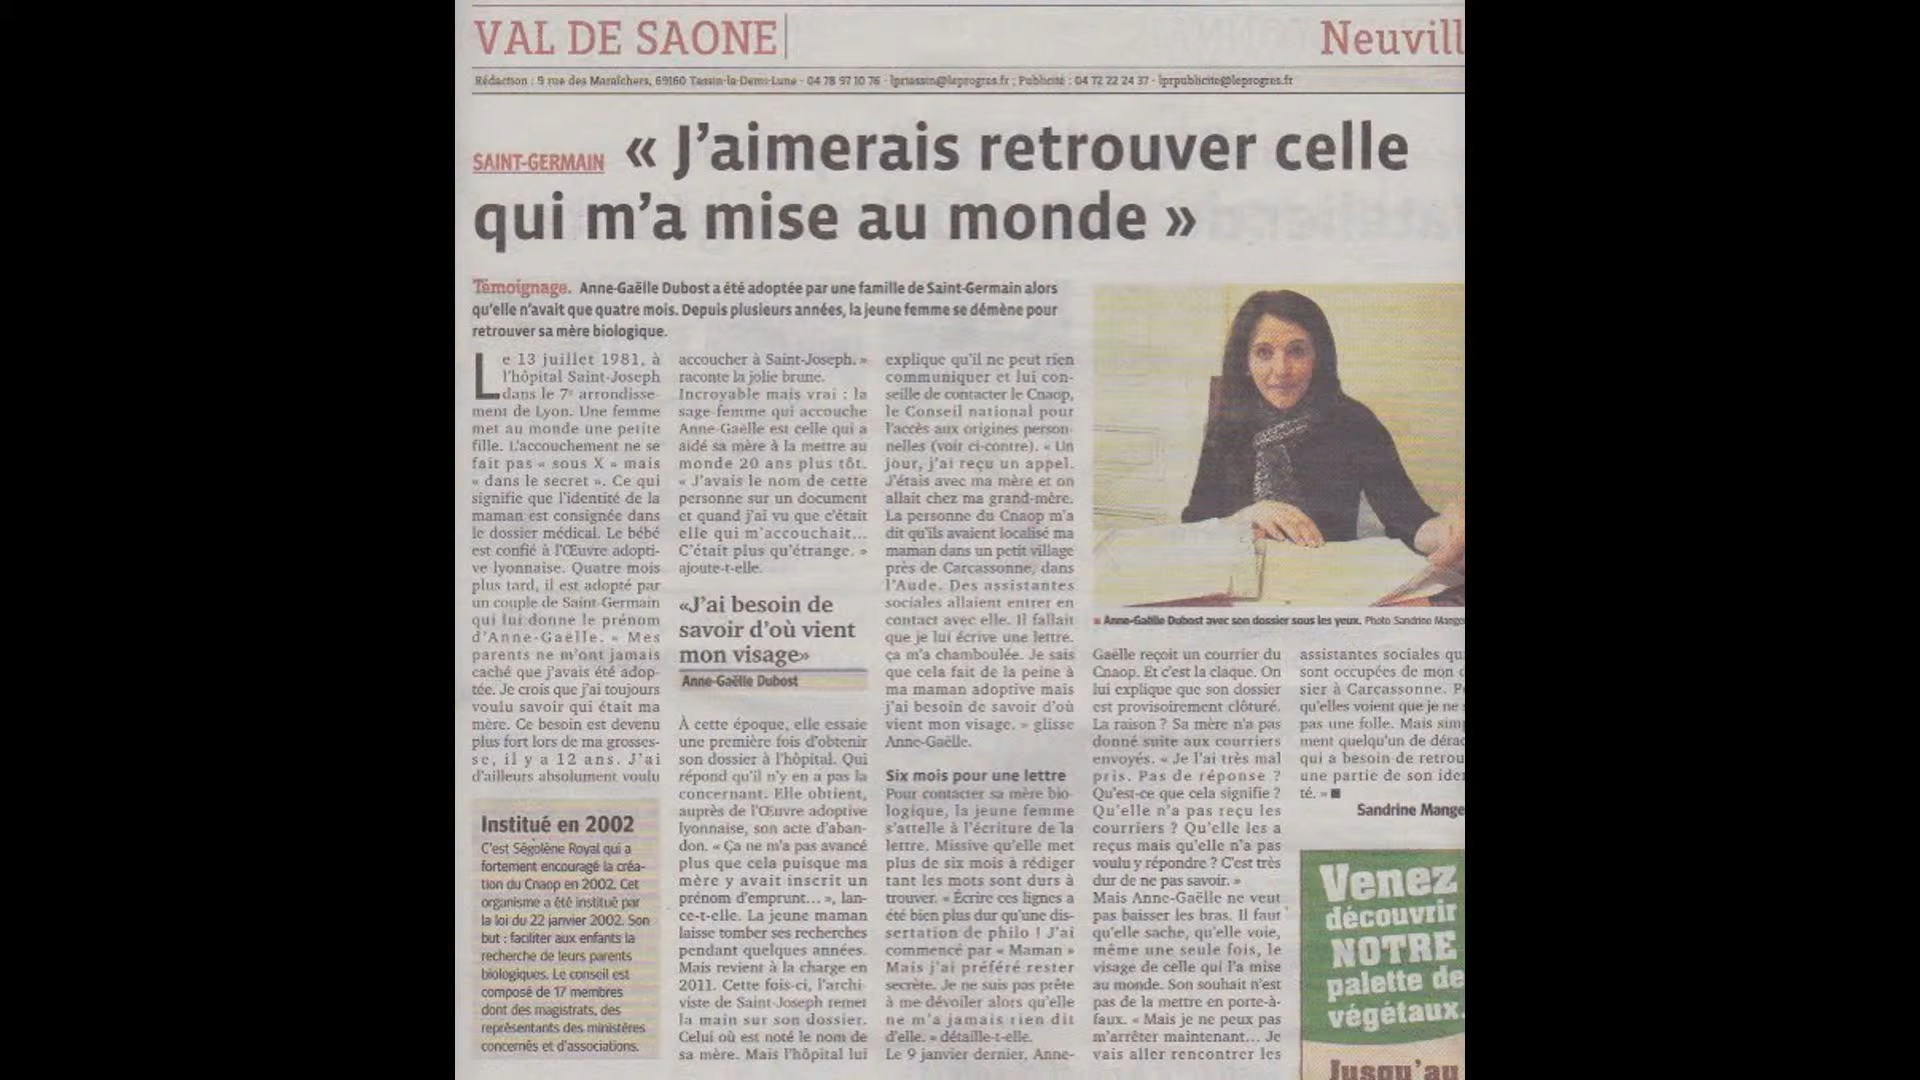 VAL DE SAONE
Neuvill
Rédaction : 9 rue des Maraîchers, 69160 Tassin-la-Demi-Lune - 04 78 97 10 76 - lprtassin@leprogres.fr ; Publicité : 04 72 22 24 37 - lprpublicite@leprogres.fr
SAINT-GERMAIN « J’aimerais retrouver celle
qui m’a mise au monde »
Témoignage. Anne-Gaëlle Dubost a été adoptée par une famille de Saint-Germain alors
qu’elle n’avait que quatre mois. Depuis plusieurs années, la jeune femme se démène pour
retrouver sa mère biologique.
Le 13 juillet 1981, à
l’hôpital Saint-Joseph
dans le 7e arrondisse-
ment de Lyon. Une femme
met au monde une petite
fille. L’accouchement ne se
fait pas « sous X » mais
« dans le secret ». Ce qui
signifie que l’identité de la
maman est consignée dans
le dossier médical. Le bébé
est confié à l’Œuvre adopti-
ve lyonnaise. Quatre mois
plus tard, il est adopté par
un couple de Saint-Germain
qui lui donne le prénom
d’Anne-Gaëlle. « Mes
parents ne m’ont jamais
caché que j’avais été adop-
tée. Je crois que j’ai toujours
voulu savoir qui était ma
mère. Ce besoin est devenu
plus fort lors de ma grosses-
se, il y a 12 ans. J’ai
d’ailleurs absolument voulu
accoucher à Saint-Joseph. »
raconte la jolie brune.
Incroyable mais vrai : la
sage-femme qui accouche
Anne-Gaëlle est celle qui a
aidé sa mère à la mettre au
monde 20 ans plus tôt.
« J’avais le nom de cette
personne sur un document
et quand j’ai vu que c’était
elle qui m’accouchait...
C’était plus qu’étrange. »
ajoute-t-elle.
«J’ai besoin de
savoir d’où vient
mon visage»
Anne-Gaëlle Dubost
À cette époque, elle essaie
une première fois d’obtenir
son dossier à l’hôpital. Qui
répond qu’il n’y en a pas la
concernant. Elle obtient,
auprès de l’Œuvre adoptive
lyonnaise, son acte d’aban-
don. « Ça ne m’a pas avancé
plus que cela puisque ma
mère y avait inscrit un
prénom d’emprunt... », lan-
ce-t-elle. La jeune maman
laisse tomber ses recherches
pendant quelques années.
Mais revient à la charge en
2011. Cette fois-ci, l’archi-
viste de Saint-Joseph remet
la main sur son dossier.
Celui où est noté le nom de
sa mère. Mais l’hôpital lui
explique qu’il ne peut rien
communiquer et lui con-
seille de contacter le Cnaop,
le Conseil national pour
l’accès aux origines person-
nelles (voir ci-contre). « Un
jour, j’ai reçu un appel.
J’étais avec ma mère et on
allait chez ma grand-mère.
La personne du Cnaop m’a
dit qu’ils avaient localisé ma
maman dans un petit village
près de Carcassonne, dans
l’Aude. Des assistantes
sociales allaient entrer en
contact avec elle. Il fallait
que je lui écrive une lettre.
ça m’a chamboulée. Je sais
que cela fait de la peine à
ma maman adoptive mais
j’ai besoin de savoir d’où
vient mon visage. » glisse
Anne-Gaëlle.
Six mois pour une lettre
Pour contacter sa mère bio-
logique, la jeune femme
s’attelle à l’écriture de la
lettre. Missive qu’elle met
plus de six mois à rédiger
tant les mots sont durs à
trouver. « Écrire ces lignes a
été bien plus dur qu’une dis-
sertation de philo ! J’ai
commencé par « Maman »
Mais j’ai préféré rester
secrète. Je ne suis pas prête
à me dévoiler alors qu’elle
ne m’a jamais rien dit
d’elle. » détaille-t-elle.
Le 9 janvier dernier, Anne-
■ Anne-Gaëlle Dubost avec son dossier sous les yeux. Photo Sandrine Mange
Gaëlle reçoit un courrier du
Cnaop. Et c’est la claque. On
lui explique que son dossier
est provisoirement clôturé.
La raison ? Sa mère n’a pas
donné suite aux courriers
envoyés. « Je l’ai très mal
pris. Pas de réponse ?
Qu’est-ce que cela signifie ?
Qu’elle n’a pas reçu les
courriers ? Qu’elle les a
reçus mais qu’elle n’a pas
voulu y répondre ? C’est très
dur de ne pas savoir. »
Mais Anne-Gaëlle ne veut
pas baisser les bras. Il faut
qu’elle sache, qu’elle voie,
même une seule fois, le
visage de celle qui l’a mise
au monde. Son souhait n’est
pas de la mettre en porte-à-
faux. « Mais je ne peux pas
m’arrêter maintenant... Je
vais aller rencontrer les
assistantes sociales qu
sont occupées de mon
sier à Carcassonne. P
qu’elles voient que je ne
pas une folle. Mais sim
ment quelqu’un de dérac
qui a besoin de retrou
une partie de son iden
té. » ■
Sandrine Mange
Institué en 2002
C’est Ségolène Royal qui a
fortement encouragé la créa-
tion du Cnaop en 2002. Cet
organisme a été institué par
la loi du 22 janvier 2002. Son
but : faciliter aux enfants la
recherche de leurs parents
biologiques. Le conseil est
composé de 17 membres
dont des magistrats, des
représentants des ministères
concernés et d’associations.
Venez
découvrir
NOTRE
palette de
végétaux.
Jusqu’au